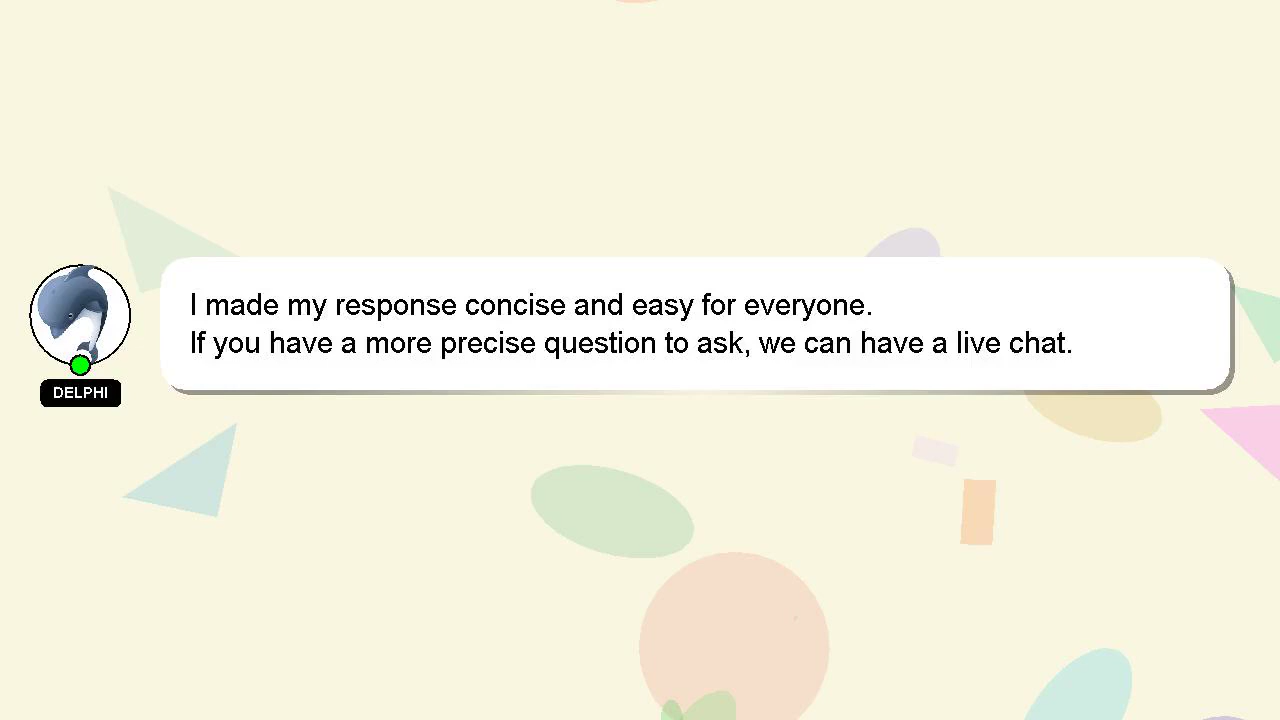 I made my response concise and easy for everyone.
If you have a more precise question to ask, we can have a live chat.
DELPHI